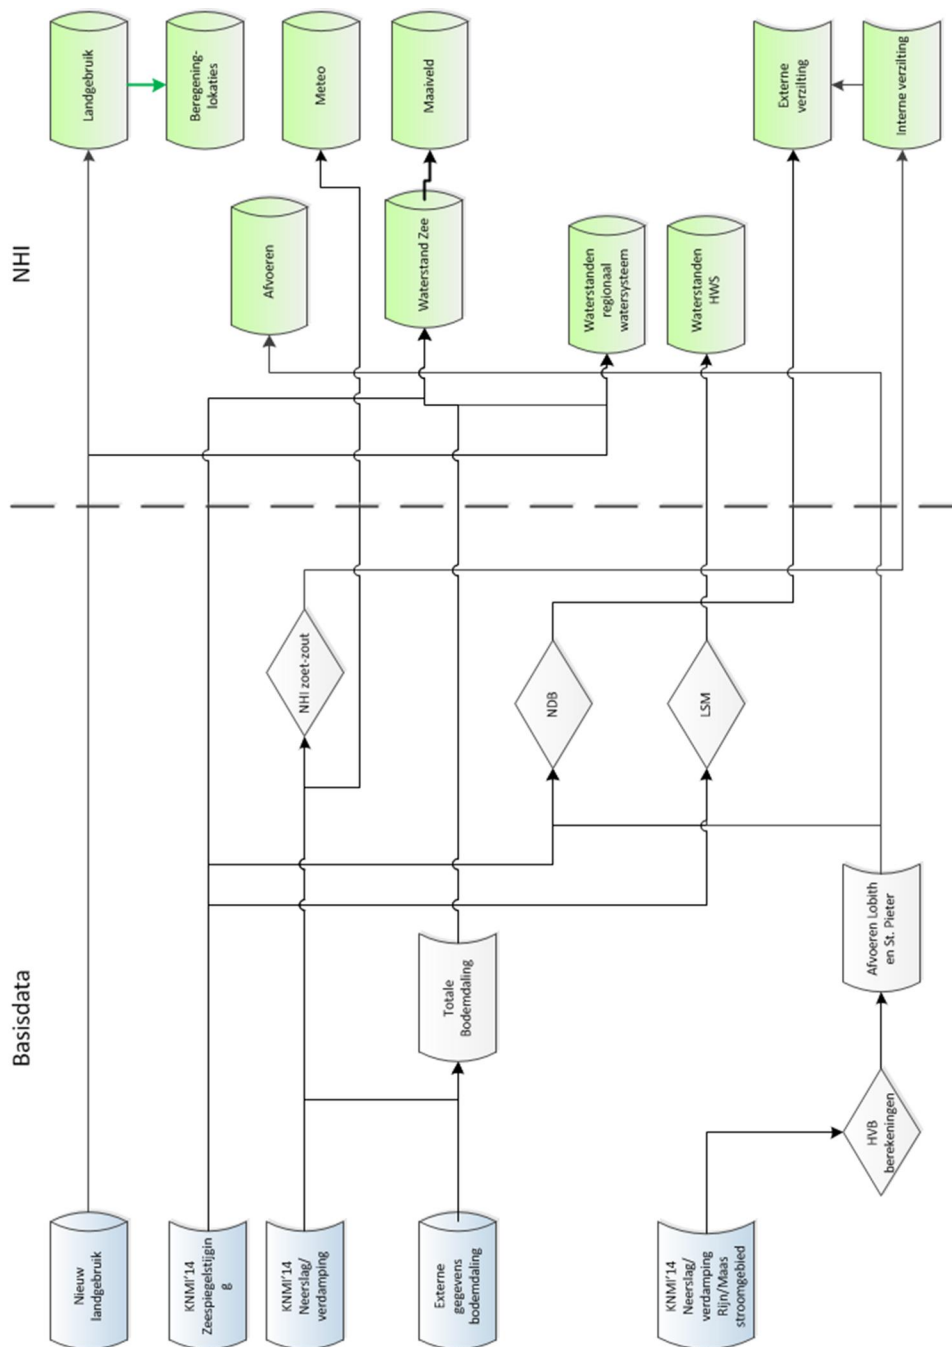 Basisdata
NHI
Nieuw
landgebruik
KNMI'14
Zeespiegelstijgin
g
KNMI'14
Neerslag/
verdamping
Externe
gegevens
bodemdaling
KNMI'14
Neerslag/
verdamping
Rijn/Maas
stroomgebied
HVB
berekeningen
Totale
Bodemdaling
Afvoeren Lobith
en St. Pieter
NHI zoet-zout
NDB
LSM
Afvoeren
Waterstand Zee
Waterstanden
regionaal
watersysteem
Waterstanden
HWS
Landgebruik
Beregening-
lokaties
Meteo
Maaiveld
Externe
verzilting
Interne verzilting